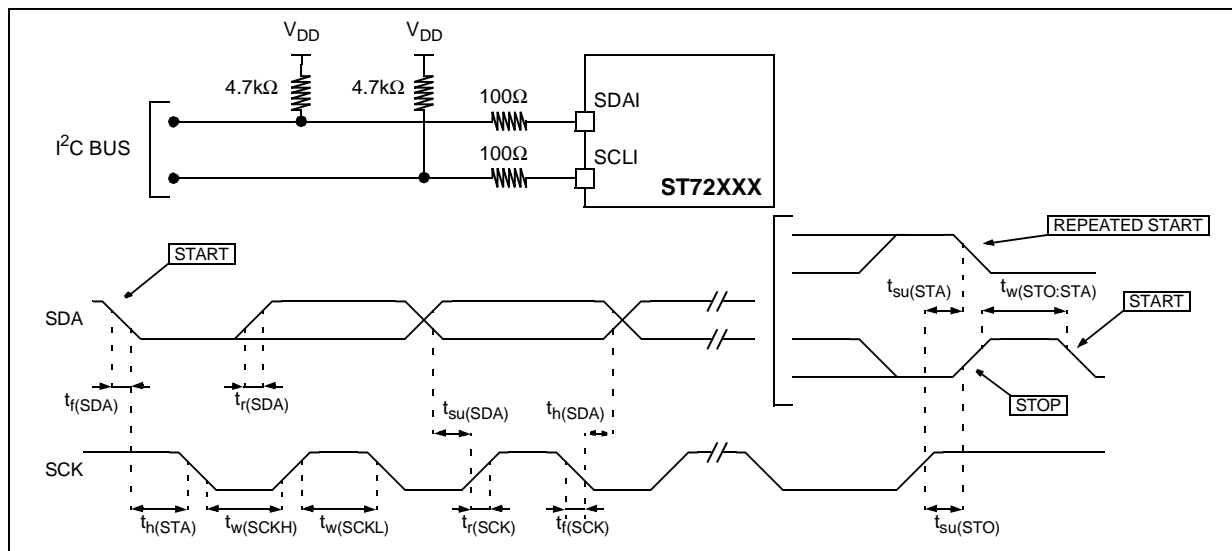 V_DD V_DD
4.7kΩ 4.7kΩ
100Ω
SDAI
I²C BUS
100Ω
SCLI
ST72XXX
REPEATED START
START
t_su(STA) t_w(STO:STA)
START
SDA
t_f(SDA) t_r(SDA)
t_su(SDA) t_h(SDA)
STOP
SCK
t_h(STA) t_w(SCKH) t_w(SCKL) t_r(SCK) t_f(SCK) t_su(STO)